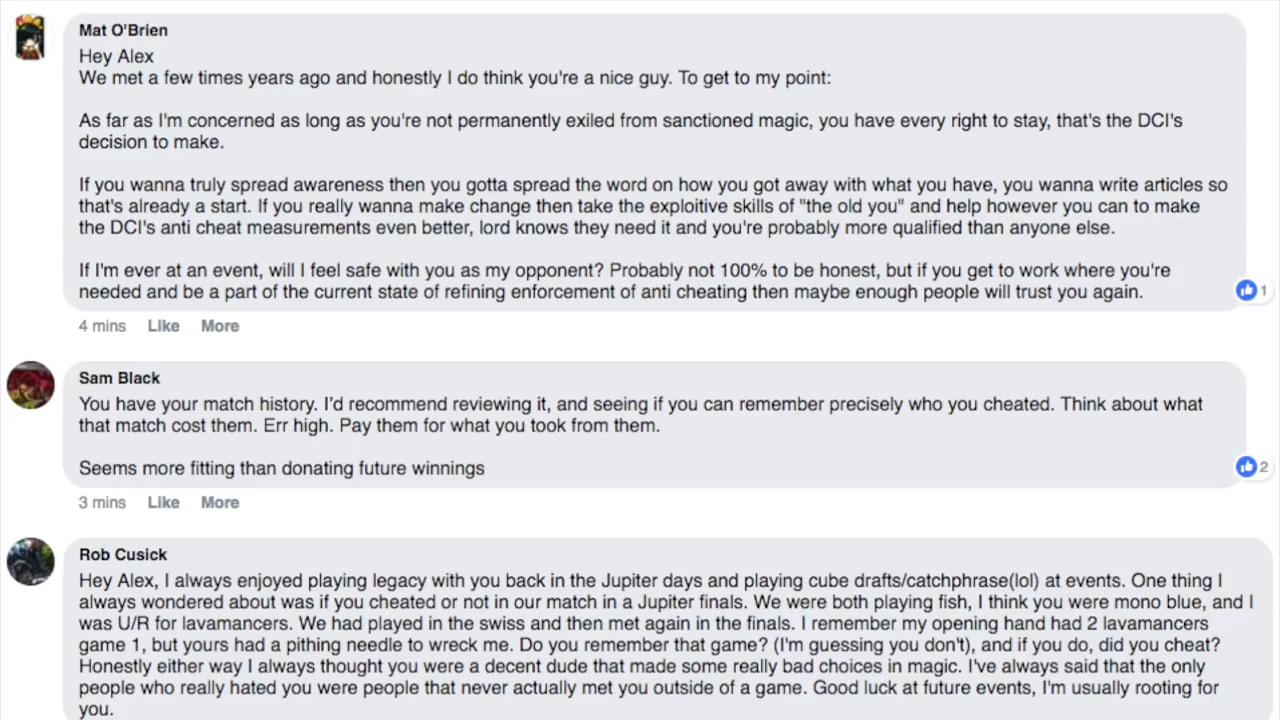 Mat O'Brien
Hey Alex
We met a few times years ago and honestly I do think you're a nice guy. To get to my point:
As far as I'm concerned as long as you're not permanently exiled from sanctioned magic, you have every right to stay, that's the DCI's
decision to make.
If you wanna truly spread awareness then you gotta spread the word on how you got away with what you have, you wanna write articles so
that's already a start. If you really wanna make change then take the exploitive skills of "the old you" and help however you can to make
the DCI's anti cheat measurements even better, lord knows they need it and you're probably more qualified than anyone else.
If I'm ever at an event, will I feel safe with you as my opponent? Probably not 100% to be honest, but if you get to work where you're
needed and be a part of the current state of refining enforcement of anti cheating then maybe enough people will trust you again.
1
4 mins Like More
Sam Black
You have your match history. I'd recommend reviewing it, and seeing if you can remember precisely who you cheated. Think about what
that match cost them. Err high. Pay them for what you took from them.
Seems more fitting than donating future winnings
2
3 mins Like More
Rob Cusick
Hey Alex, I always enjoyed playing legacy with you back in the Jupiter days and playing cube drafts/catchphrase(lol) at events. One thing I
always wondered about was if you cheated or not in our match in a Jupiter finals. We were both playing fish, I think you were mono blue, and I
was U/R for lavamancers. We had played in the swiss and then met again in the finals. I remember my opening hand had 2 lavamancers
game 1, but yours had a pithing needle to wreck me. Do you remember that game? (I'm guessing you don't), and if you do, did you cheat?
Honestly either way I always thought you were a decent dude that made some really bad choices in magic. I've always said that the only
people who really hated you were people that never actually met you outside of a game. Good luck at future events, I'm usually rooting for
you.